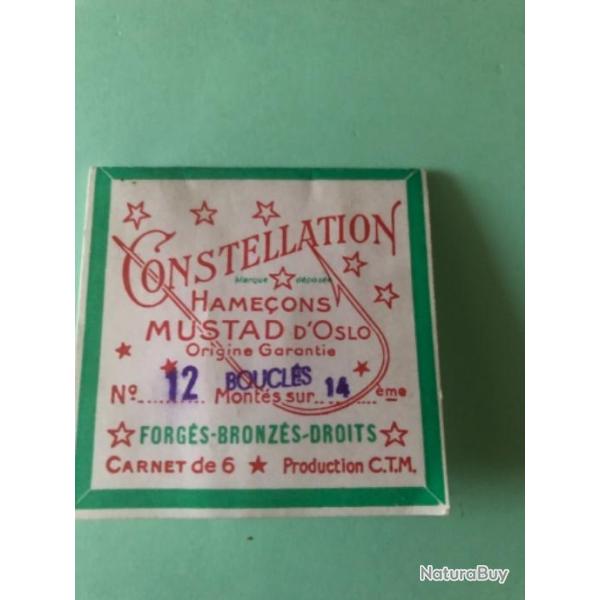 CONSTELLATION
Marque déposée
HAMEÇONS
MUSTAD D'OSLO
Origine Garantie
BOUCLÉS
Nº 12 Montés sur 14 ème
FORGÉS-BRONZÉS-DROITS
CARNET de 6 Production C.T.M.
NaturaBuy